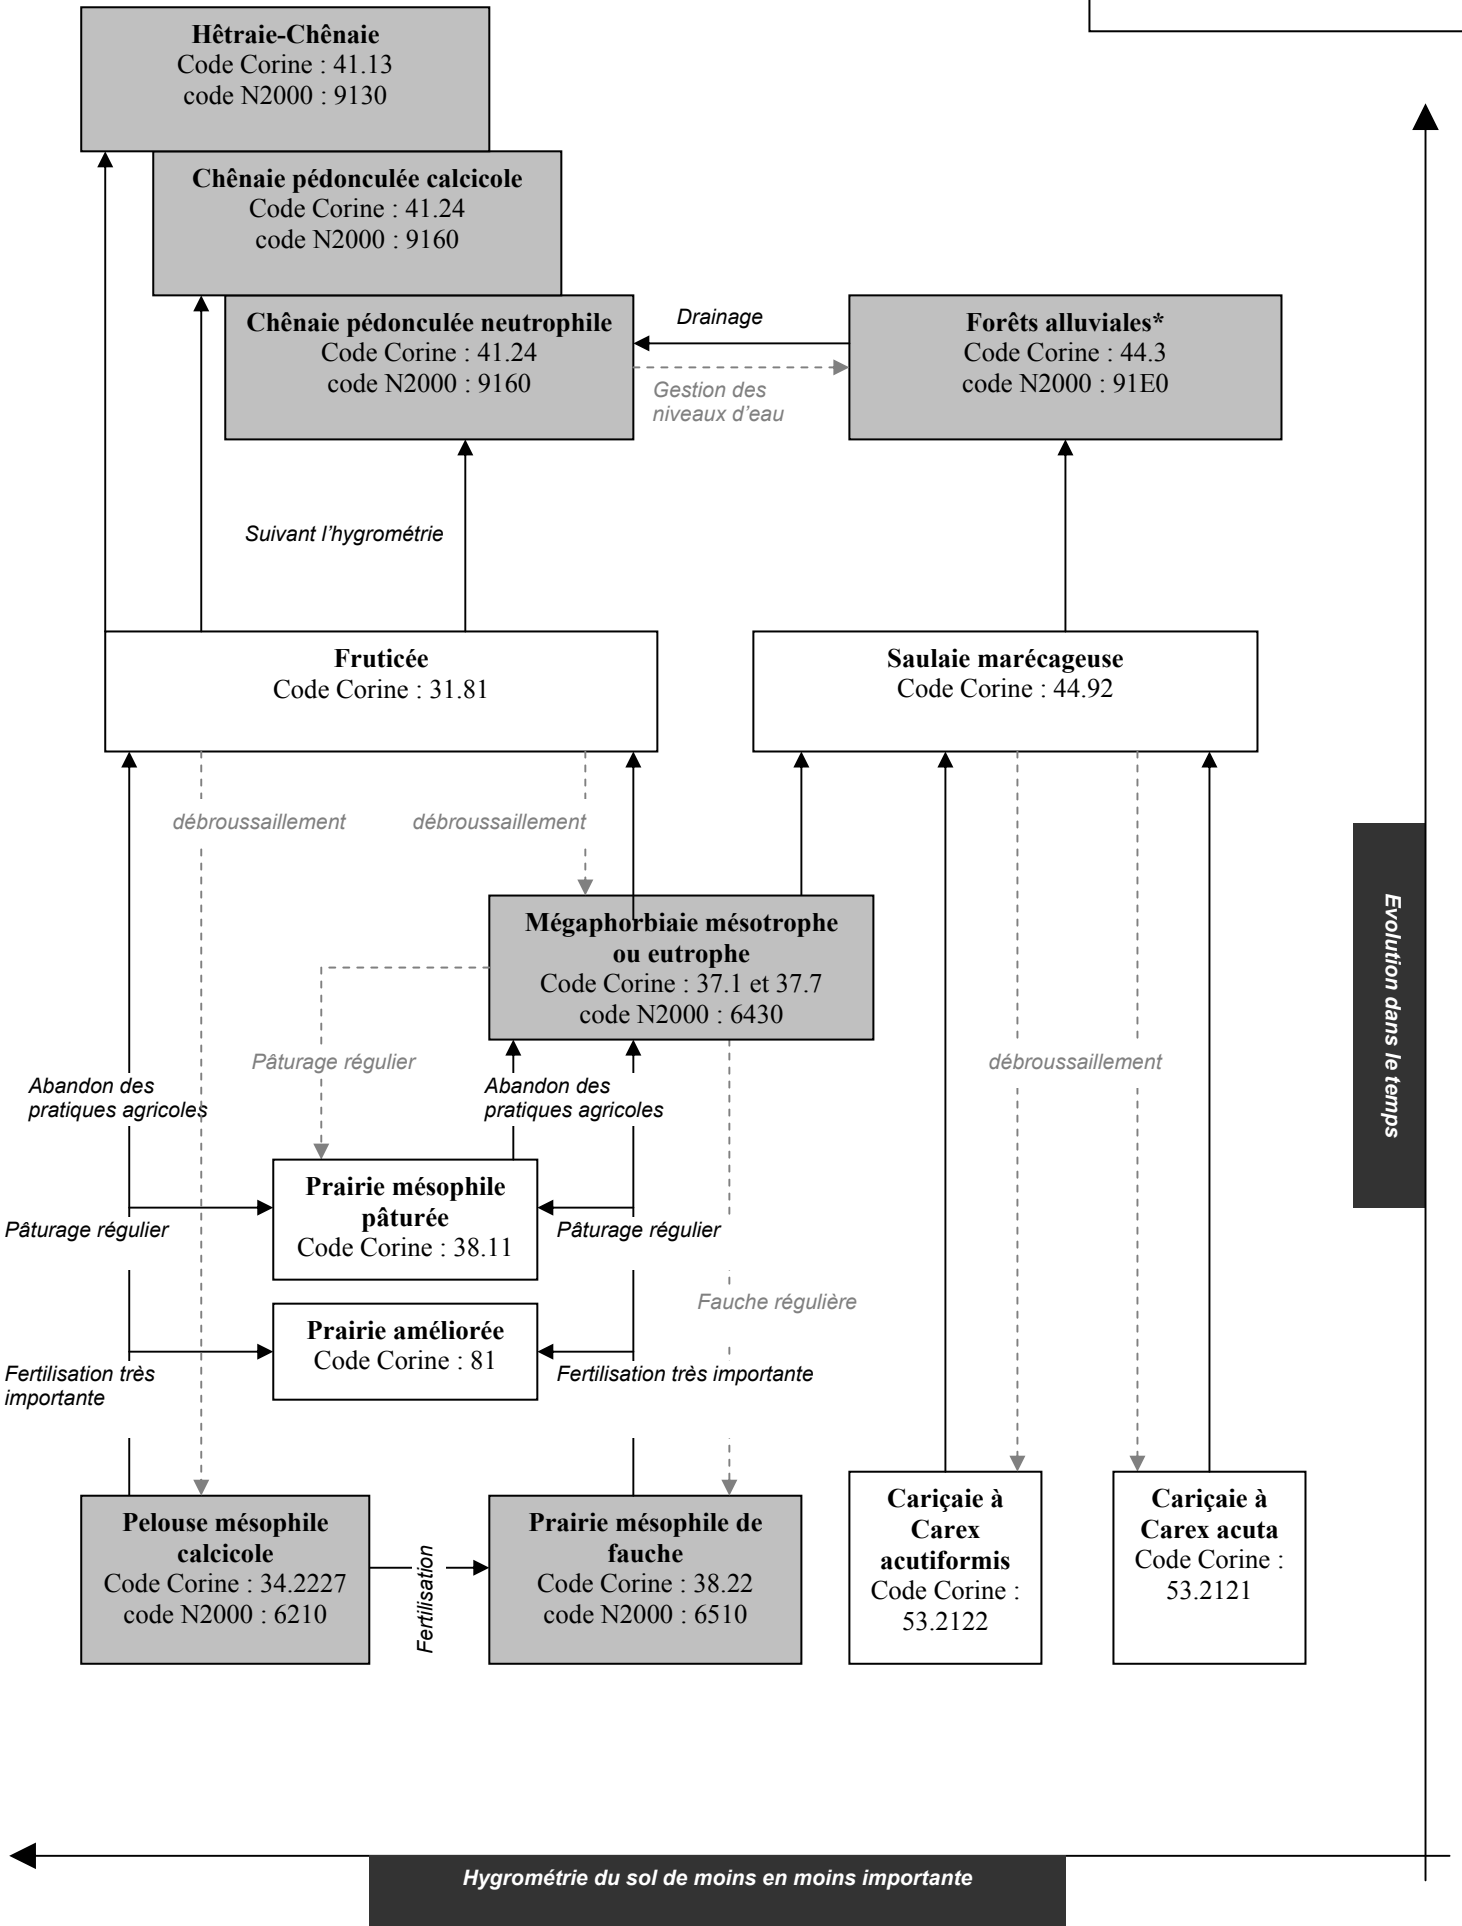 Hêtraie-Chênaie
Code Corine : 41.13
code N2000 : 9130
Chênaie pédonculée calcicole
Code Corine : 41.24
code N2000 : 9160
Chênaie pédonculée neutrophile
Code Corine : 41.24
code N2000 : 9160
Drainage
Gestion des
niveaux d'eau
Forêts alluviales*
Code Corine : 44.3
code N2000 : 91E0
Suivant l'hygrométrie
Fruticée
Code Corine : 31.81
Saulaie marécageuse
Code Corine : 44.92
débroussaillement
débroussaillement
Mégaphorbiaie mésotrophe
ou eutrophe
Code Corine : 37.1 et 37.7
code N2000 : 6430
Evolution dans le temps
Pâturage régulier
débroussaillement
Abandon des
pratiques agricoles
Abandon des
pratiques agricoles
Prairie mésophile
pâturée
Code Corine : 38.11
Pâturage régulier
Pâturage régulier
Fauche régulière
Prairie améliorée
Code Corine : 81
Fertilisation très
importante
Fertilisation très importante
Pelouse mésophile
calcicole
Code Corine : 34.2227
code N2000 : 6210
Fertilisation
Prairie mésophile de
fauche
Code Corine : 38.22
code N2000 : 6510
Cariçaie à
Carex
acutiformis
Code Corine :
53.2122
Cariçaie à
Carex acuta
Code Corine :
53.2121
Hygrométrie du sol de moins en moins importante